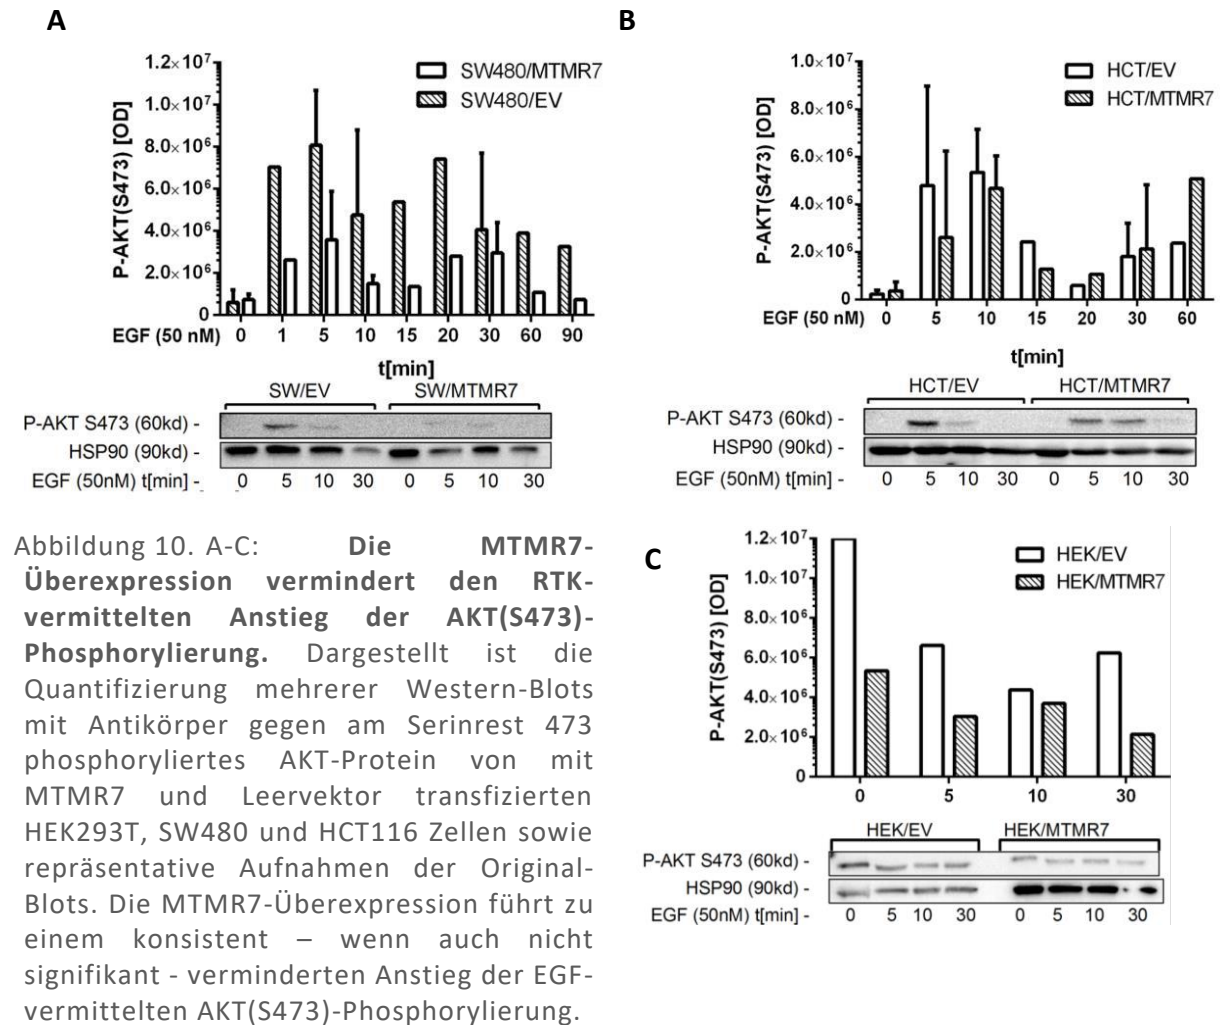 A
1.2×10⁷
1.0×10⁷
8.0×10⁶
6.0×10⁶
4.0×10⁶
2.0×10⁶
0
P-AKT(S473) [OD]
SW480/MTMR7
SW480/EV
EGF (50 nM) 0 1 5 10 15 20 30 60 90
t[min]
SW/EV SW/MTMR7
P-AKT S473 (60kd) -
HSP90 (90kd) -
EGF (50nM) t[min] - 0 5 10 30 0 5 10 30
B
1.0×10⁷
8.0×10⁶
6.0×10⁶
4.0×10⁶
2.0×10⁶
0
P-AKT(S473) [OD]
HCT/EV
HCT/MTMR7
EGF (50 nM) 0 5 10 15 20 30 60
t[min]
HCT/EV HCT/MTMR7
P-AKT S473 (60kd) -
HSP90 (90kd) -
EGF (50nM) t[min] - 0 5 10 30 0 5 10 30
Abbildung 10. A-C: Die MTMR7-
Überexpression vermindert den RTK-
vermittelten Anstieg der AKT(S473)-
Phosphorylierung. Dargestellt ist die
Quantifizierung mehrerer Western-Blots
mit Antikörper gegen am Serinrest 473
phosphoryliertes AKT-Protein von mit
MTMR7 und Leervektor transfizierten
HEK293T, SW480 und HCT116 Zellen sowie
repräsentative Aufnahmen der Original-
Blots. Die MTMR7-Überexpression führt zu
einem konsistent – wenn auch nicht
signifikant - verminderten Anstieg der EGF-
vermittelten AKT(S473)-Phosphorylierung.
C
1.2×10⁷
1.0×10⁷
6.0×10⁶
4.0×10⁶
2.0×10⁶
0
P-AKT(S473) [OD]
HEK/EV
HEK/MTMR7
0 5 10 30
HEK/EV HEK/MTMR7
P-AKT S473 (60kd) -
HSP90 (90kd) -
EGF (50nM) t[min] - 0 5 10 30 0 5 10 30